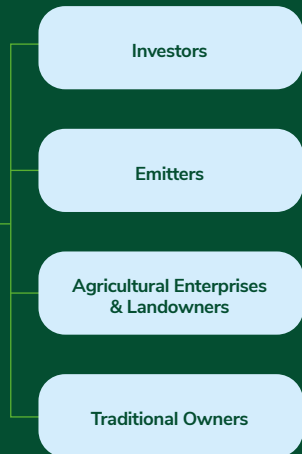 Investors
Emitters
Agricultural Enterprises
& Landowners
Traditional Owners